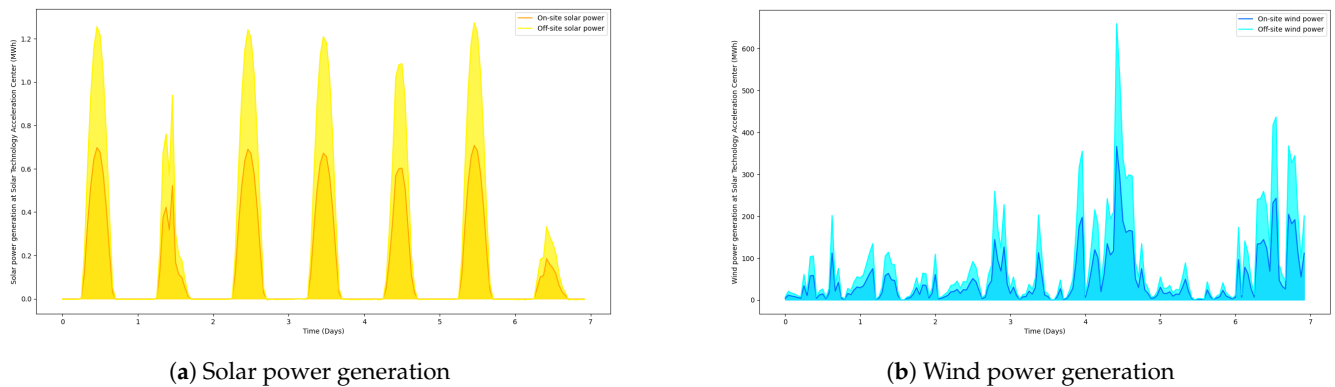 On-site solar power
Off-site solar power
Solar power generation at Solar Technology Acceleration Center (MWh)
1.2
1.0
0.8
0.6
0.4
0.2
0.0
0 1 2 3 4 5 6 7
Time (Days)
(a) Solar power generation
On-site wind power
Off-site wind power
Wind power generation at Solar Technology Acceleration Center (MWh)
600
500
400
300
200
100
0
0 1 2 3 4 5 6 7
Time (Days)
(b) Wind power generation